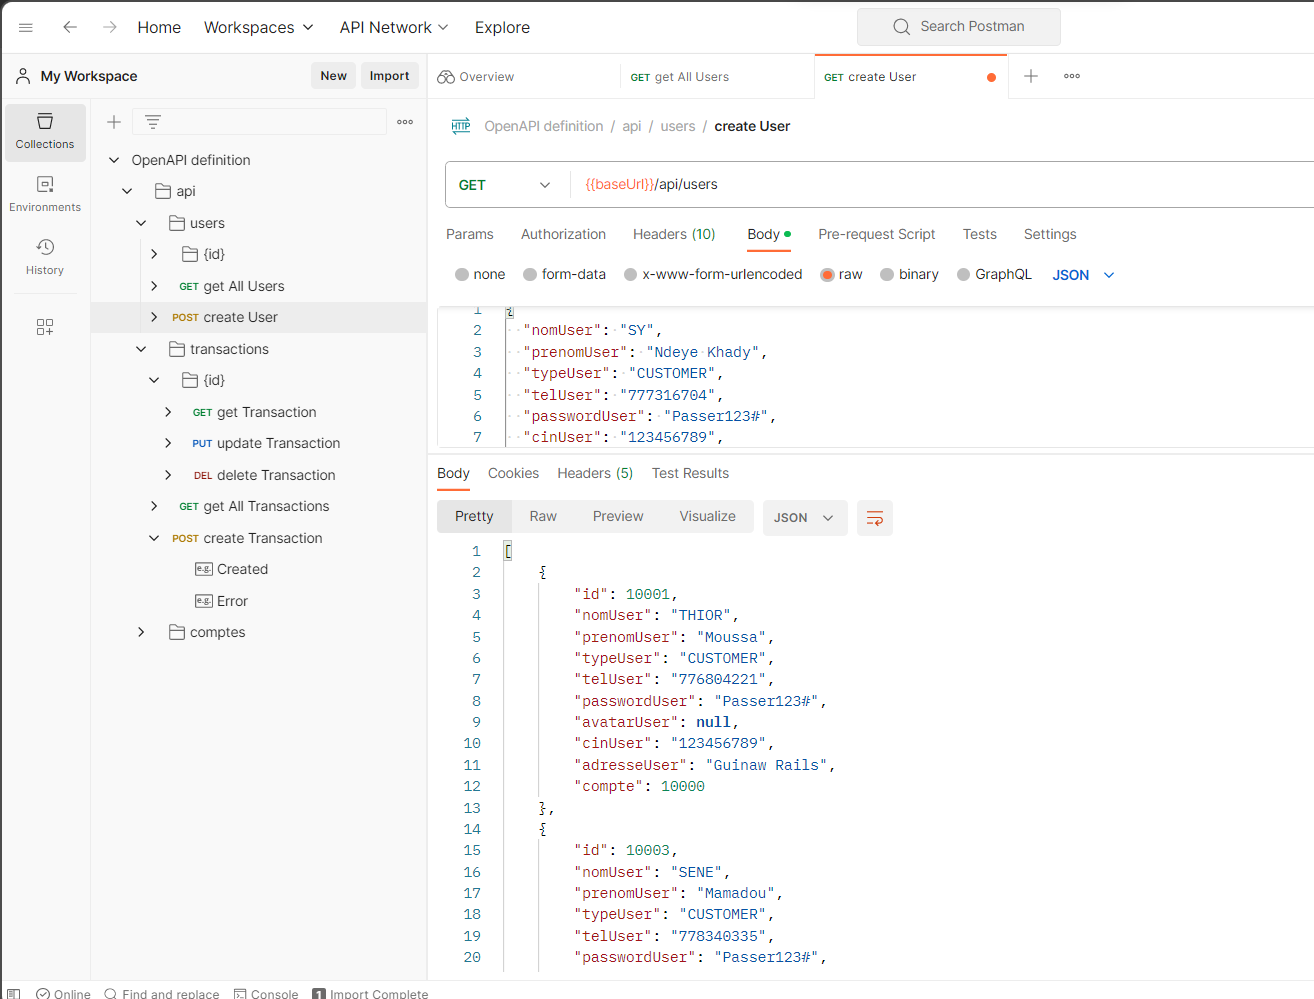 Home Workspaces API Network Explore Search Postman
My Workspace New Import
Overview GET get All Users GET create User
Collections
Environments
History
OpenAPI definition
api
users
{id}
GET get All Users
POST create User
transactions
{id}
GET get Transaction
PUT update Transaction
DEL delete Transaction
GET get All Transactions
POST create Transaction
e.g. Created
e.g. Error
comptes
HTTP OpenAPI definition / api / users / create User
GET {{baseUrl}}/api/users
Params Authorization Headers (10) Body Pre-request Script Tests Settings
none form-data x-www-form-urlencoded raw binary GraphQL JSON
1 {
2 "nomUser": "SY",
3 "prenomUser": "Ndeye Khady",
4 "typeUser": "CUSTOMER",
5 "telUser": "777316704",
6 "passwordUser": "Passer123#",
7 "cinUser": "123456789",
Body Cookies Headers (5) Test Results
Pretty Raw Preview Visualize JSON
1 [
2 {
3 "id": 10001,
4 "nomUser": "THIOR",
5 "prenomUser": "Moussa",
6 "typeUser": "CUSTOMER",
7 "telUser": "776804221",
8 "passwordUser": "Passer123#",
9 "avatarUser": null,
10 "cinUser": "123456789",
11 "adresseUser": "Guinaw Rails",
12 "compte": 10000
13 },
14 {
15 "id": 10003,
16 "nomUser": "SENE",
17 "prenomUser": "Mamadou",
18 "typeUser": "CUSTOMER",
19 "telUser": "778340335",
20 "passwordUser": "Passer123#",
Online Find and replace Console 1 Import Complete